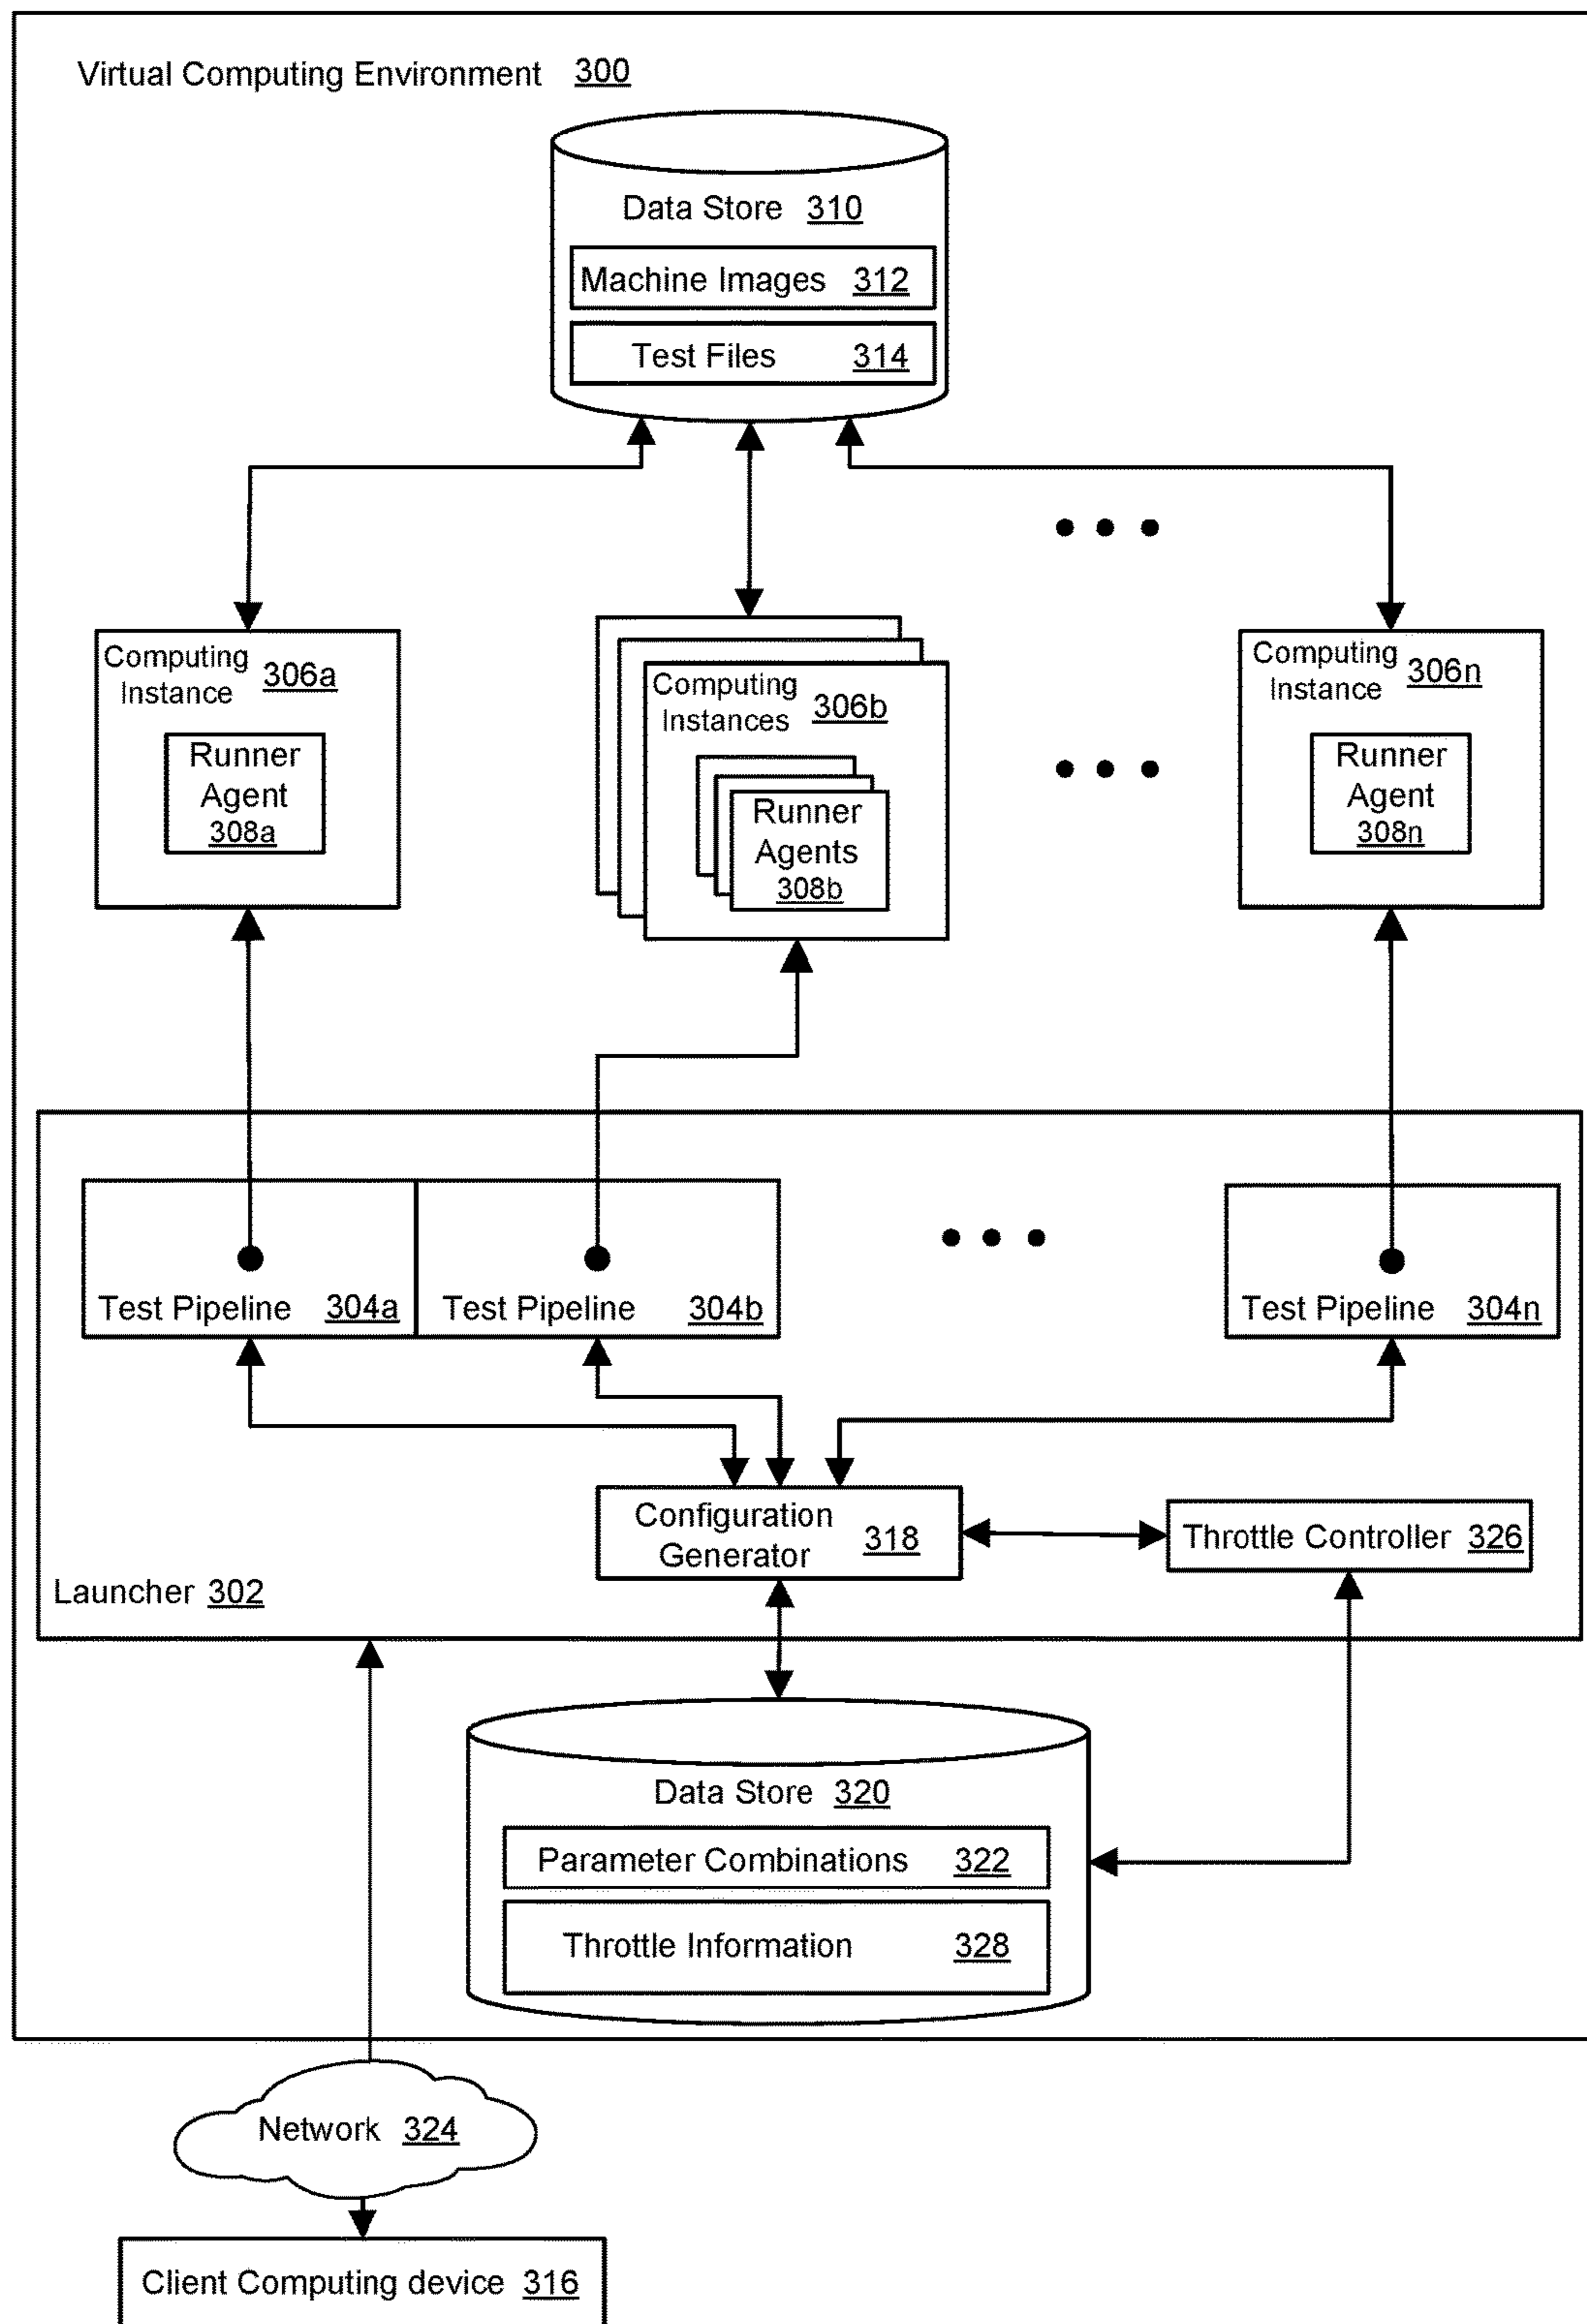 Virtual Computing Environment 300
Data Store 310
Machine Images 312
Test Files 314
Computing
Instance 306a
Runner
Agent
308a
Computing
Instances 306b
Runner
Agents
308b
Computing
Instance 306n
Runner
Agent
308n
Test Pipeline 304a
Test Pipeline 304b
Test Pipeline 304n
Configuration
Generator 318
Throttle Controller 326
Launcher 302
Data Store 320
Parameter Combinations 322
Throttle Information 328
Network 324
Client Computing device 316